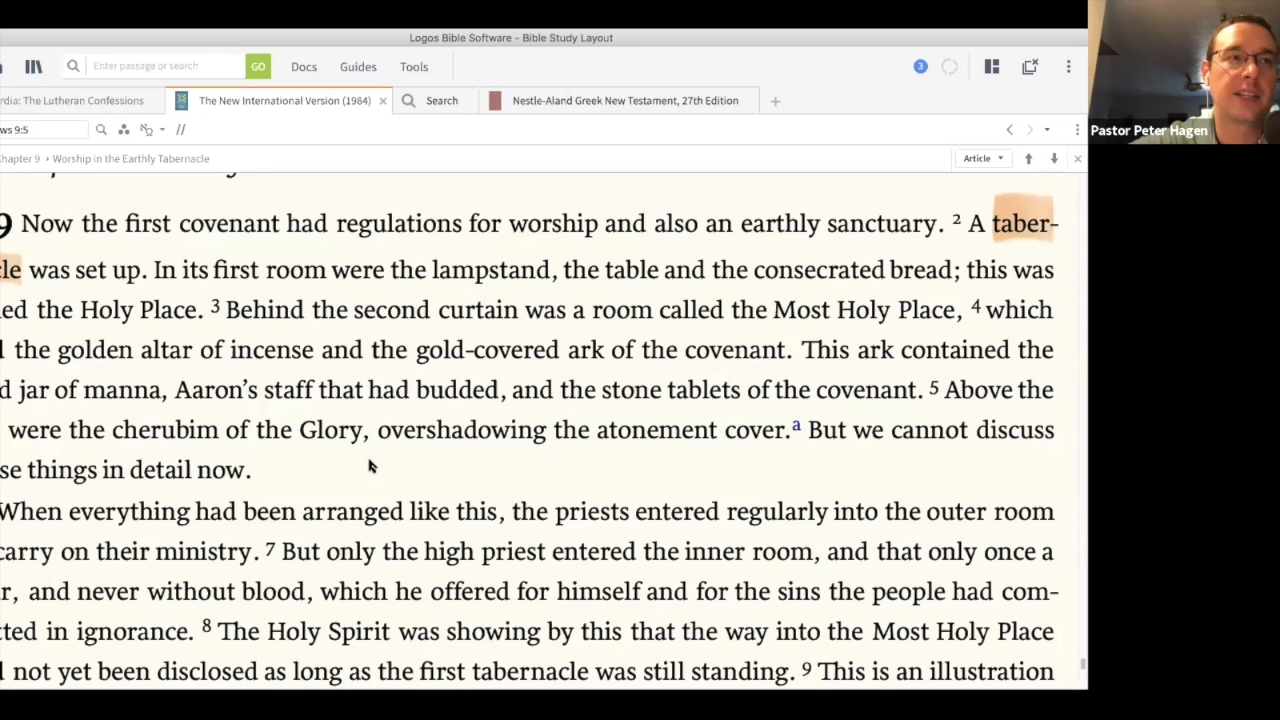 Logos Bible Software - Bible Study Layout
Enter passage or search GO Docs Guides Tools 3
rdia: The Lutheran Confessions The New International Version (1984) × Search Nestle-Aland Greek New Testament, 27th Edition +
ws 9:5 //
Pastor Peter Hagen
hapter 9 Worship in the Earthly Tabernacle Article
9 Now the first covenant had regulations for worship and also an earthly sanctuary. 2 A taber-
cle was set up. In its first room were the lampstand, the table and the consecrated bread; this was
ed the Holy Place. 3 Behind the second curtain was a room called the Most Holy Place, 4 which
the golden altar of incense and the gold-covered ark of the covenant. This ark contained the
d jar of manna, Aaron’s staff that had budded, and the stone tablets of the covenant. 5 Above the
were the cherubim of the Glory, overshadowing the atonement cover.a But we cannot discuss
se things in detail now.
When everything had been arranged like this, the priests entered regularly into the outer room
carry on their ministry. 7 But only the high priest entered the inner room, and that only once a
r, and never without blood, which he offered for himself and for the sins the people had com-
ted in ignorance. 8 The Holy Spirit was showing by this that the way into the Most Holy Place
not yet been disclosed as long as the first tabernacle was still standing. 9 This is an illustration